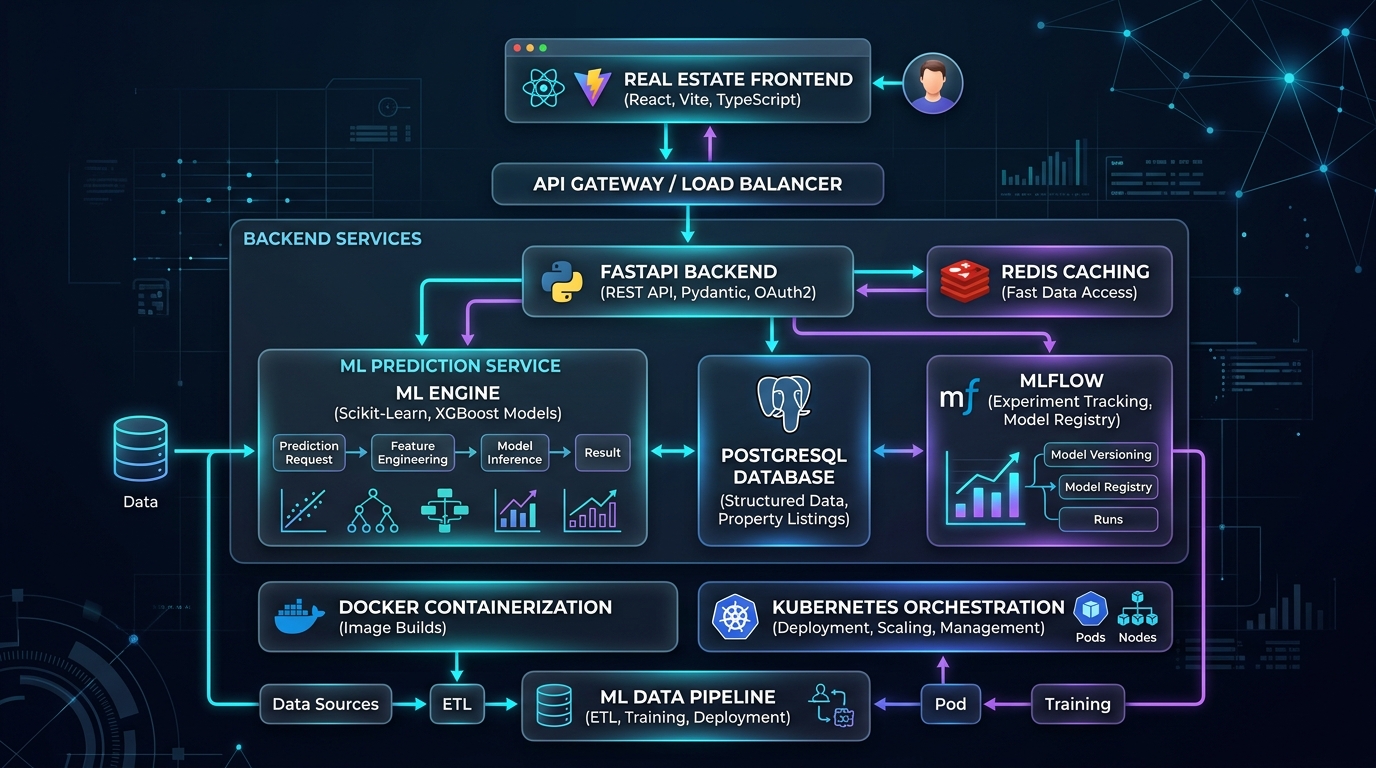 REAL ESTATE FRONTEND
(React, Vite, TypeScript)
API GATEWAY / LOAD BALANCER
BACKEND SERVICES
FASTAPI BACKEND
(REST API, Pydantic, OAuth2)
REDIS CACHING
(Fast Data Access)
ML PREDICTION SERVICE
ML ENGINE
(Scikit-Learn, XGBoost Models)
Prediction
Request
Feature
Engineering
Model
Inference
Result
POSTGRESQL
DATABASE
(Structured Data,
Property Listings)
mf
MLFLOW
(Experiment Tracking,
Model Registry)
Model Versioning
Model Registry
Runs
Data
DOCKER CONTAINERIZATION
(Image Builds)
KUBERNETES ORCHESTRATION
(Deployment, Scaling, Management)
Pods
Nodes
Data Sources
ETL
ML DATA PIPELINE
(ETL, Training, Deployment)
Pod
Training